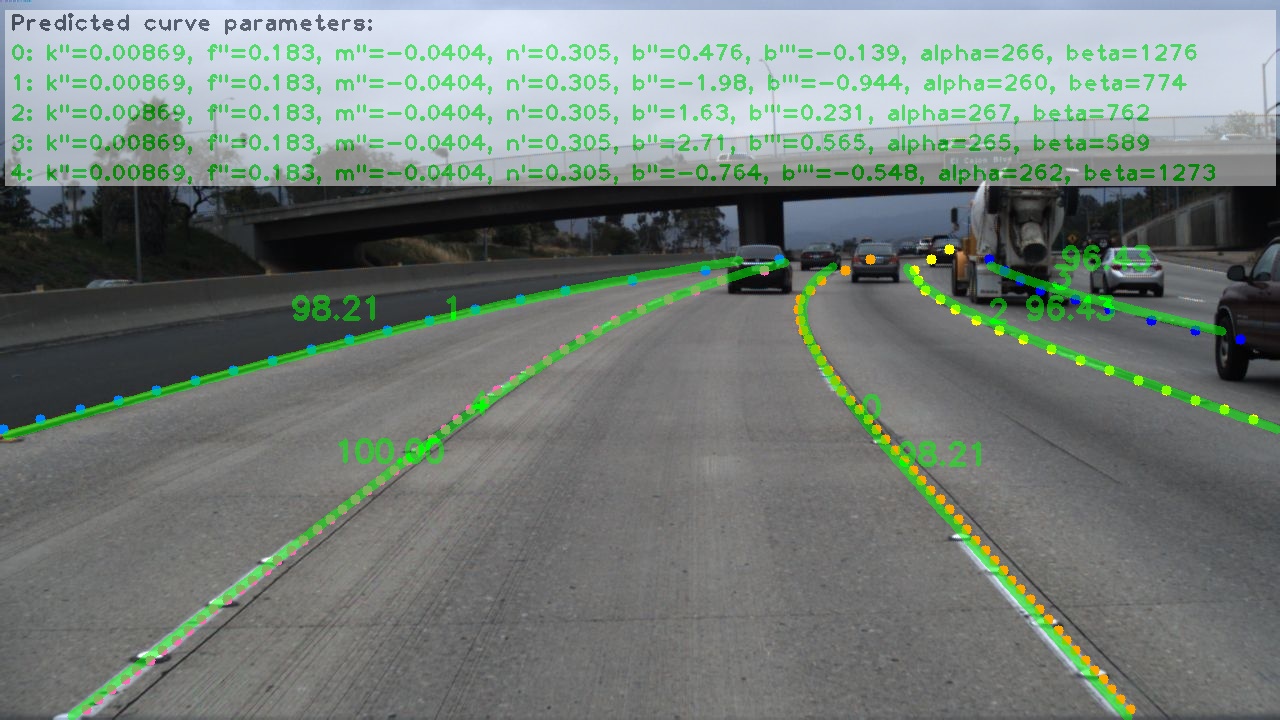 Predicted curve parameters:
0: k''=0.00869, f''=0.183, m''=-0.0404, n'=0.305, b''=0.476, b'''=-0.139, alpha=266, beta=1276
1: k''=0.00869, f''=0.183, m''=-0.0404, n'=0.305, b''=-1.98, b'''=-0.944, alpha=260, beta=774
2: k''=0.00869, f''=0.183, m''=-0.0404, n'=0.305, b''=1.63, b'''=0.231, alpha=267, beta=762
3: k''=0.00869, f''=0.183, m''=-0.0404, n'=0.305, b''=2.71, b'''=0.565, alpha=265, beta=589
El Cajon Blvd
4: k''=0.00869, f''=0.183, m''=-0.0404, n'=0.305, b''=-0.764, b'''=-0.548, alpha=262, beta=1273
96.43
3
98.21 1
2 96.43
0
100.00
98.21